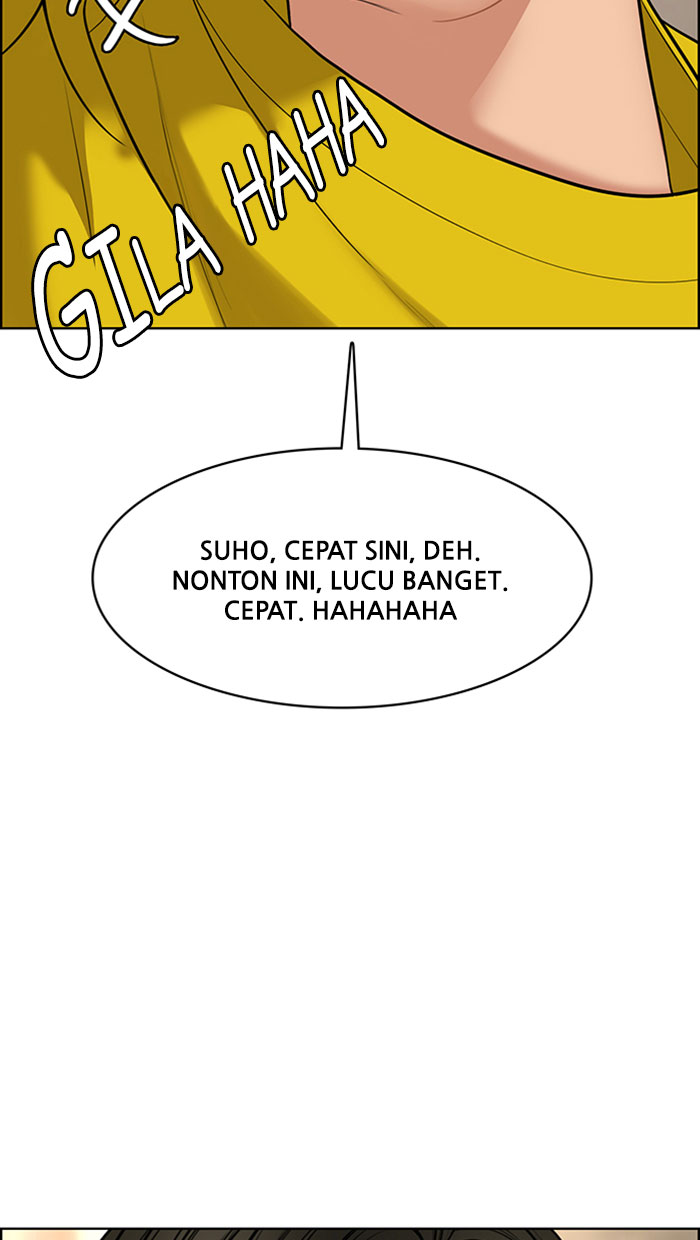 GILA HAHA
SUHO, CEPAT SINI, DEH.
NONTON INI, LUCU BANGET.
CEPAT. HAHAHAHA